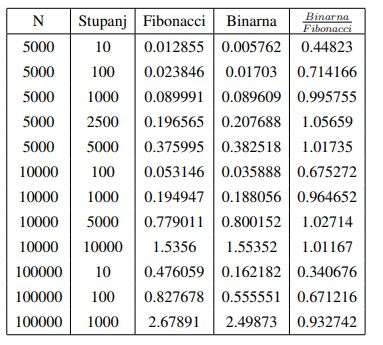 N Stupanj Fibonacci Binarna Binarna/Fibonacci
5000 10 0.012855 0.005762 0.44823
5000 100 0.023846 0.01703 0.714166
5000 1000 0.089991 0.089609 0.995755
5000 2500 0.196565 0.207688 1.05659
5000 5000 0.375995 0.382518 1.01735
10000 100 0.053146 0.035888 0.675272
10000 1000 0.194947 0.188056 0.964652
10000 5000 0.779011 0.800152 1.02714
10000 10000 1.5356 1.55352 1.01167
100000 10 0.476059 0.162182 0.340676
100000 100 0.827678 0.555551 0.671216
100000 1000 2.67891 2.49873 0.932742